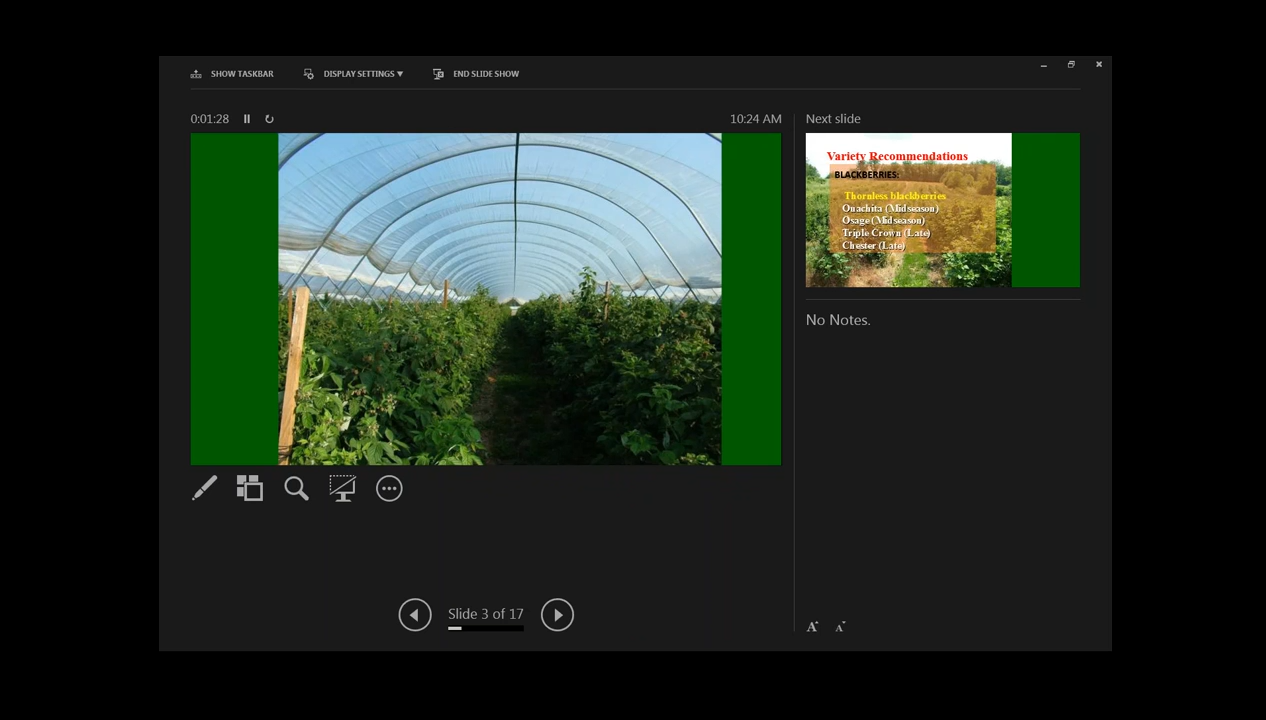 SHOW TASKBAR
DISPLAY SETTINGS ▼
END SLIDE SHOW
0:01:28
10:24 AM
Next slide
Variety Recommendations
BLACKBERRIES:
Thornless blackberries
Ouachita (Midseason)
Osage (Midseason)
Triple Crown (Late)
Chester (Late)
No Notes.
Slide 3 of 17
A
A